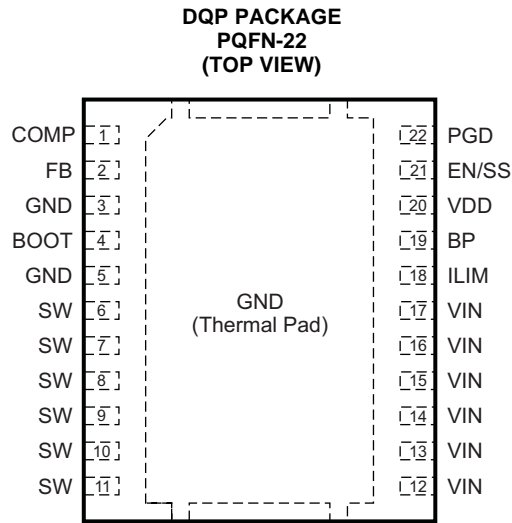 DQP PACKAGE
PQFN-22
(TOP VIEW)
COMP 1 22 PGD
FB 2 21 EN/SS
GND 3 20 VDD
BOOT 4 19 BP
GND 5 18 ILIM
SW 6 17 VIN
GND
(Thermal Pad)
SW 7 16 VIN
SW 8 15 VIN
SW 9 14 VIN
SW 10 13 VIN
SW 11 12 VIN